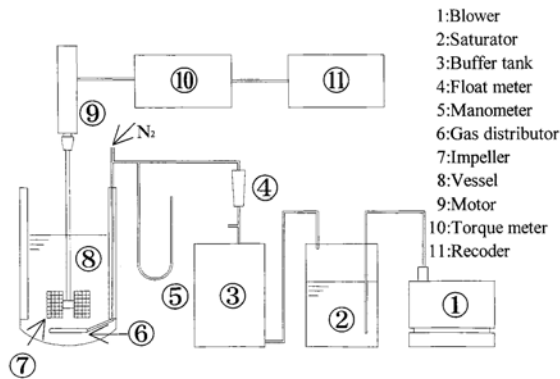 1:Blower
2:Saturator
3:Buffer tank
4:Float meter
5:Manometer
6:Gas distributor
7:Impeller
8:Vessel
9:Motor
10:Torque meter
11:Recoder
⑩
⑪
⑨
N₂
④
⑧
⑤
③
②
①
⑥
⑦